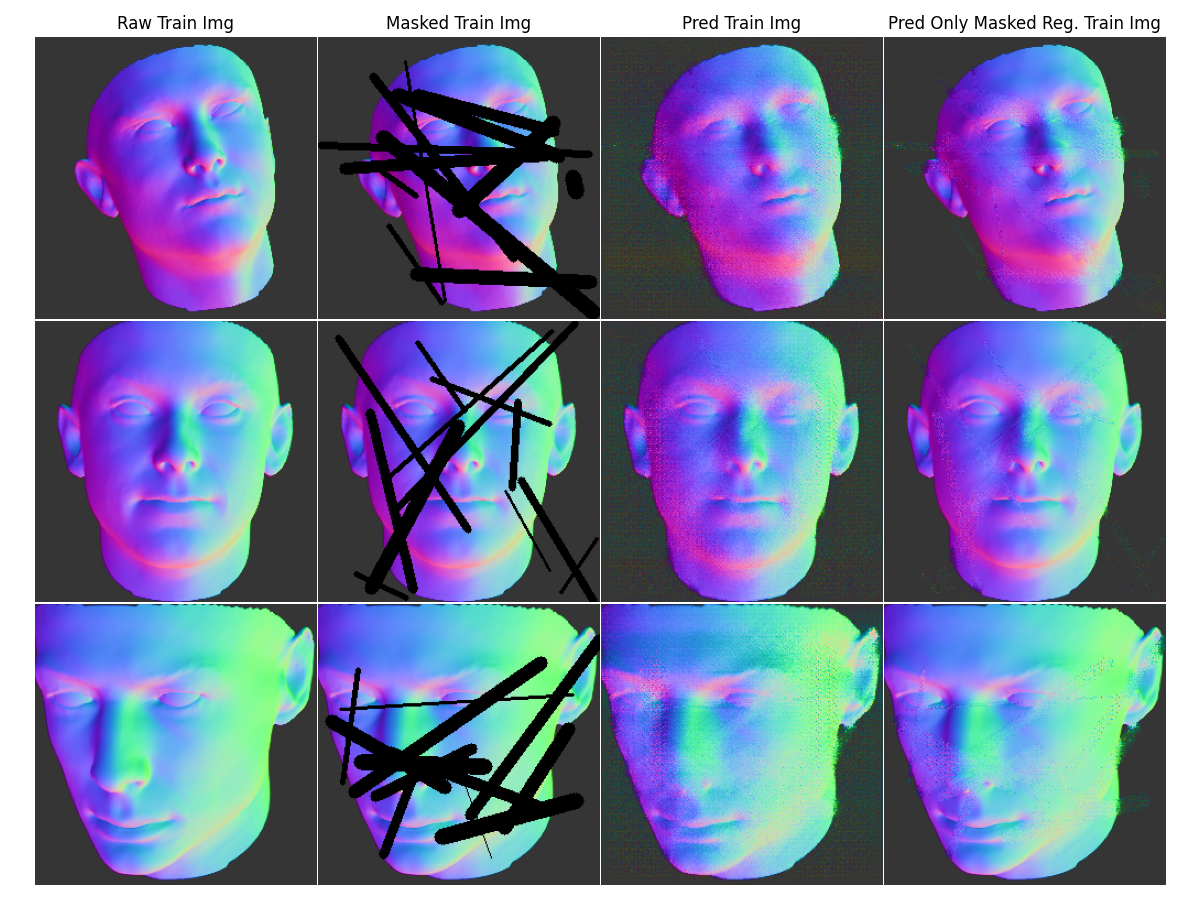 Raw Train Img
Masked Train Img
Pred Train Img
Pred Only Masked Reg. Train Img